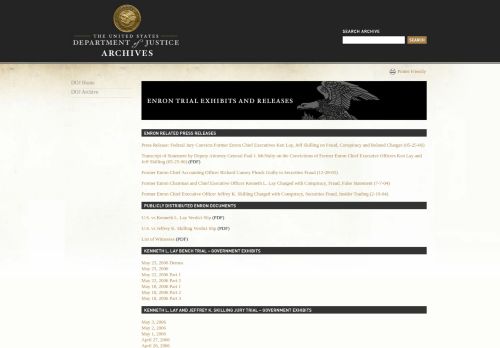 THE UNITED STATES
DEPARTMENT of JUSTICE
ARCHIVES
SEARCH ARCHIVE
SEARCH
Printer Friendly
DOJ Home
DOJ Archive
ENRON TRIAL EXHIBITS AND RELEASES
ENRON RELATED PRESS RELEASES
Press Release: Federal Jury Convicts Former Enron Chief Executives Ken Lay, Jeff Skilling on Fraud, Conspiracy and Related Charges (05-25-06)
Transcript of Statement by Deputy Attorney General Paul J. McNulty on the Convictions of Former Enron Chief Executive Officers Ken Lay and
Jeff Skilling (05-25-06) (PDF)
Former Enron Chief Accounting Officer Richard Causey Pleads Guilty to Securities Fraud (12-28-05)
Former Enron Chairman and Chief Executive Officer Kenneth L. Lay Charged with Conspiracy, Fraud, False Statement (7-7-04)
Former Enron Chief Executive Officer Jeffrey K. Skilling Charged with Conspiracy, Securities Fraud, Insider Trading (2-19-04)
PUBLICLY DISTRIBUTED ENRON DOCUMENTS
U.S. vs Kenneth L. Lay Verdict Slip (PDF)
U.S. vs Jeffrey K. Skilling Verdict Slip (PDF)
List of Witnesses (PDF)
KENNETH L. LAY BENCH TRIAL – GOVERNMENT EXHIBITS
May 23, 2006 Demos
May 23, 2006
May 22, 2006 Part 1
May 22, 2006 Part 2
May 18, 2006 Part 1
May 18, 2006 Part 2
May 18, 2006 Part 3
KENNETH L. LAY AND JEFFREY K. SKILLING JURY TRIAL – GOVERNMENT EXHIBITS
May 3, 2006
May 2, 2006
May 1, 2006
April 27, 2006
April 26, 2006